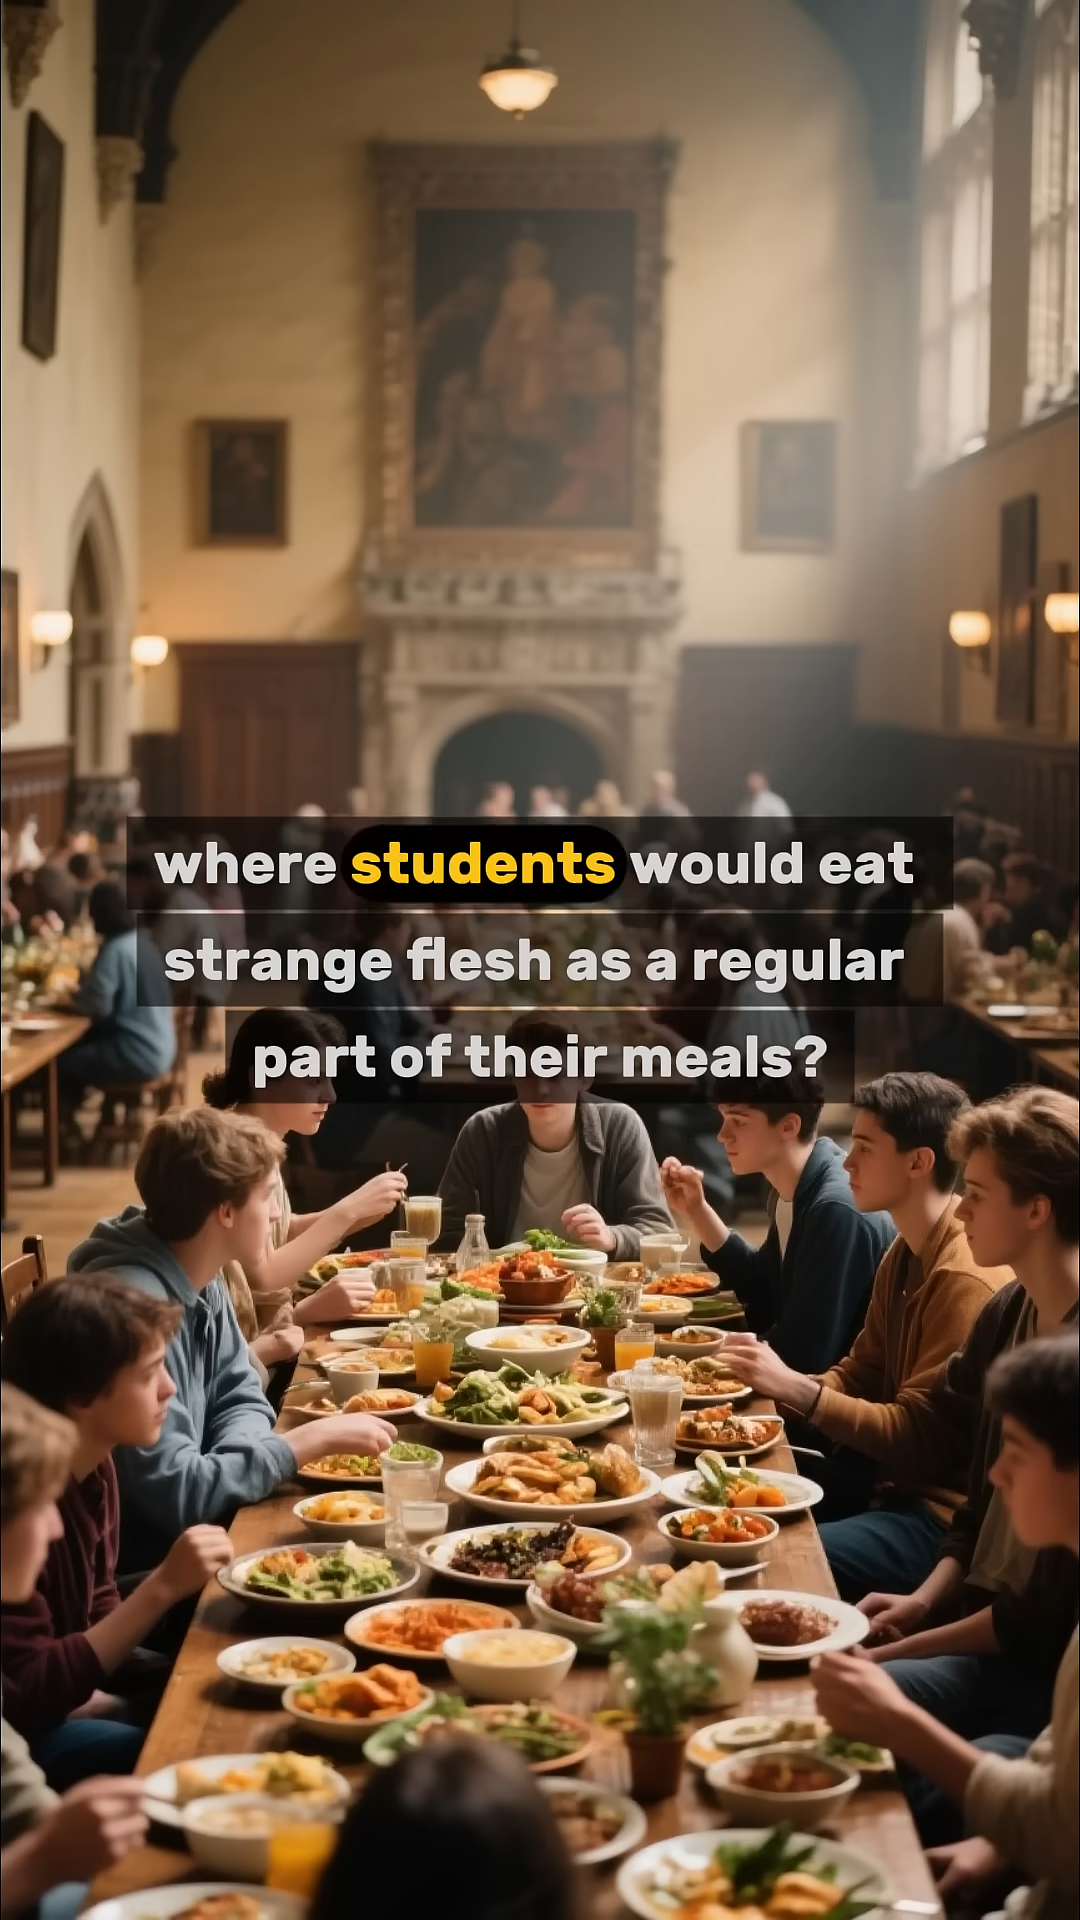 where students would eat
strange flesh as a regular
part of their meals?